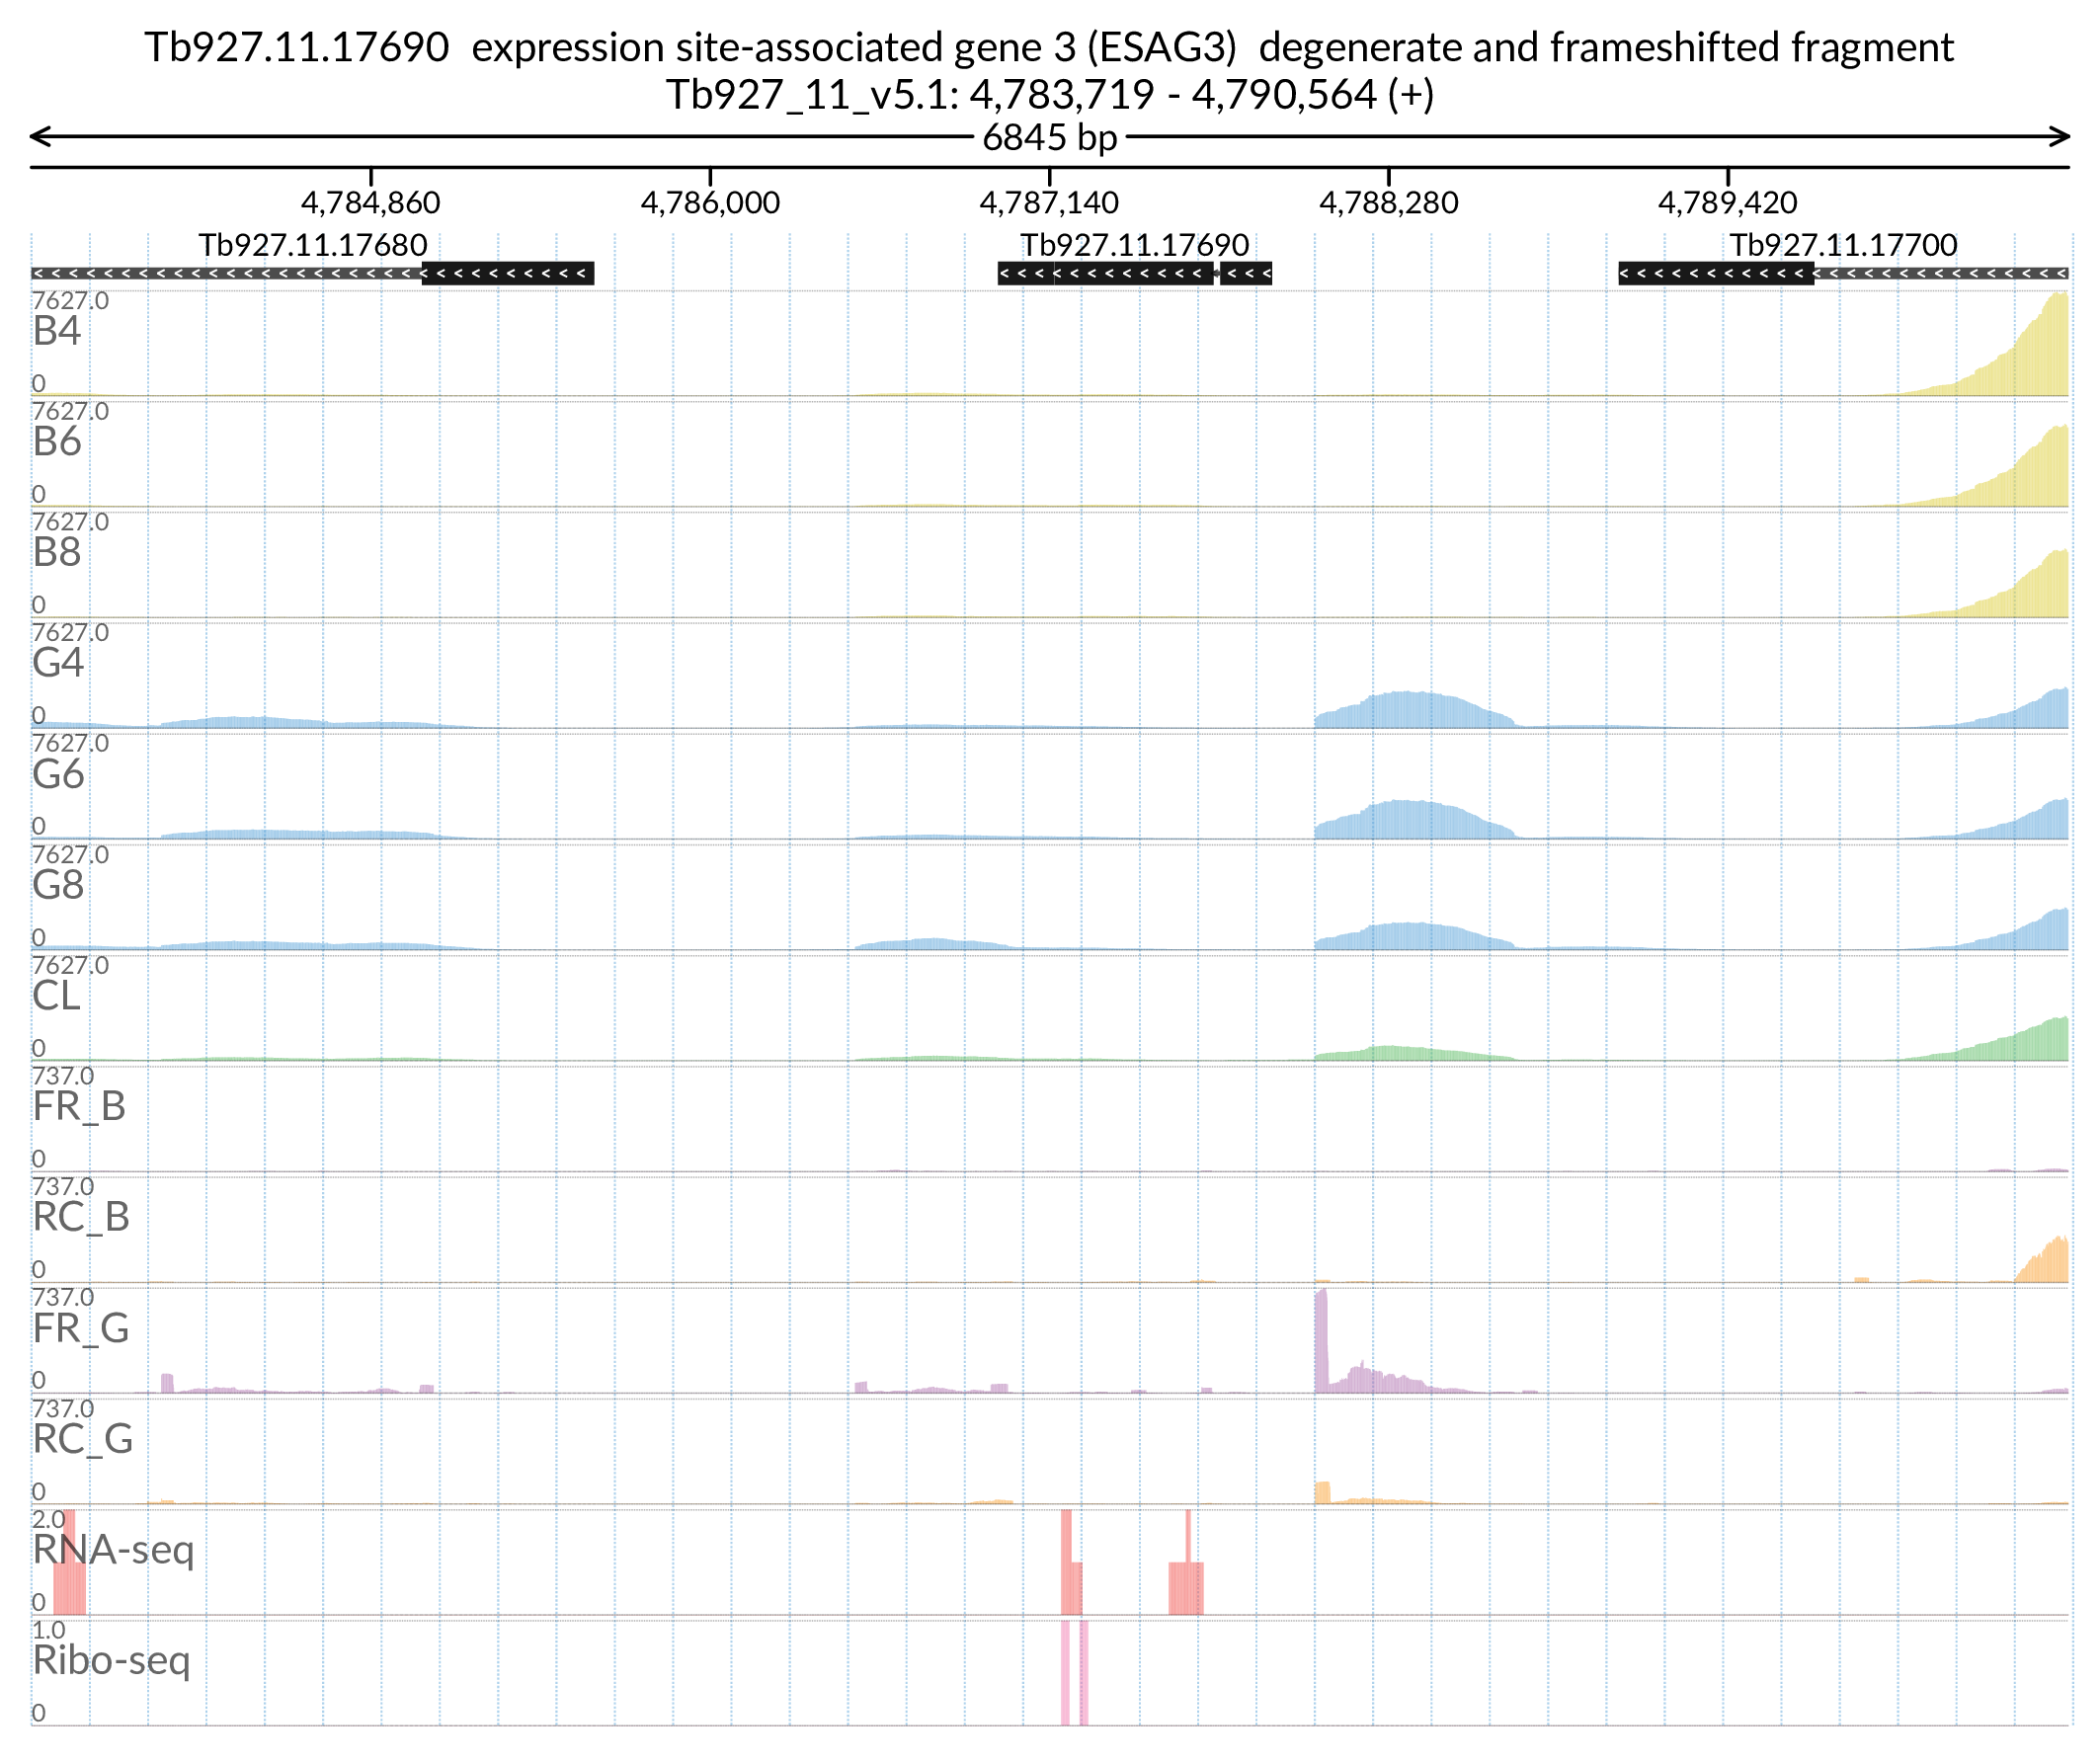 Tb927.11.17690 expression site-associated gene 3 (ESAG3) degenerate and frameshifted fragment
Tb927_11_v5.1: 4,783,719 - 4,790,564 (+)
6845 bp
4,784,860 4,786,000 4,787,140 4,788,280 4,789,420
Tb927.11.17680 Tb927.11.17690 Tb927.11.17700
7627.0
B4
0
7627.0
B6
0
7627.0
B8
0
7627.0
G4
0
7627.0
G6
0
7627.0
G8
0
7627.0
CL
0
737.0
FR_B
0
737.0
RC_B
0
737.0
FR_G
0
737.0
RC_G
0
2.0
RNA-seq
0
1.0
Ribo-seq
0